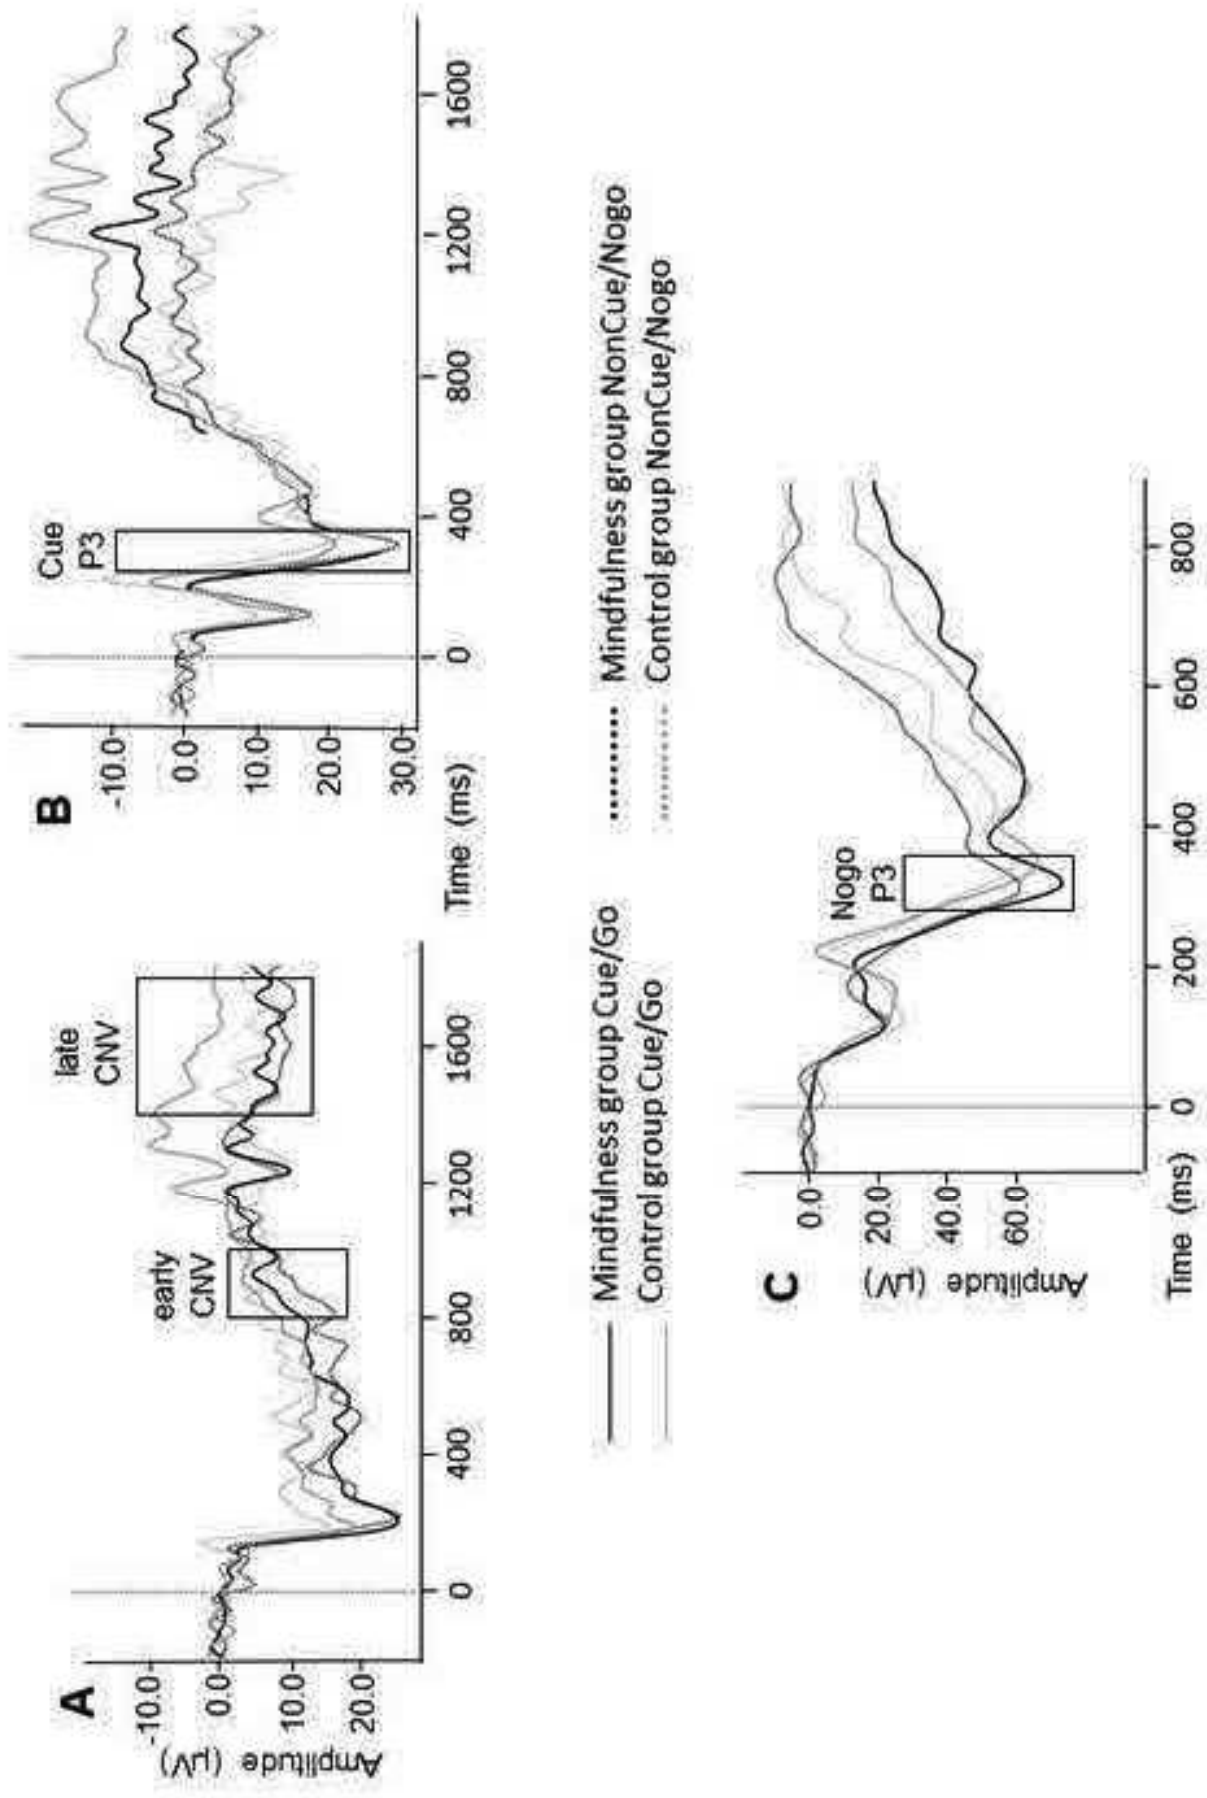 A
early
CNV
late
CNV
-10.0
0.0
10.0
20.0
Amplitude (µV)
0
400
800
1200
1600
Time (ms)
B
Cue
P3
-10.0
0.0
10.0
20.0
30.0
0
400
800
1200
1600
Mindfulness group Cue/Go
Mindfulness group NonCue/Nogo
Control group Cue/Go
Control group NonCue/Nogo
C
Nogo
P3
0.0
20.0
40.0
60.0
Amplitude (µV)
Time (ms)
0
200
400
600
800